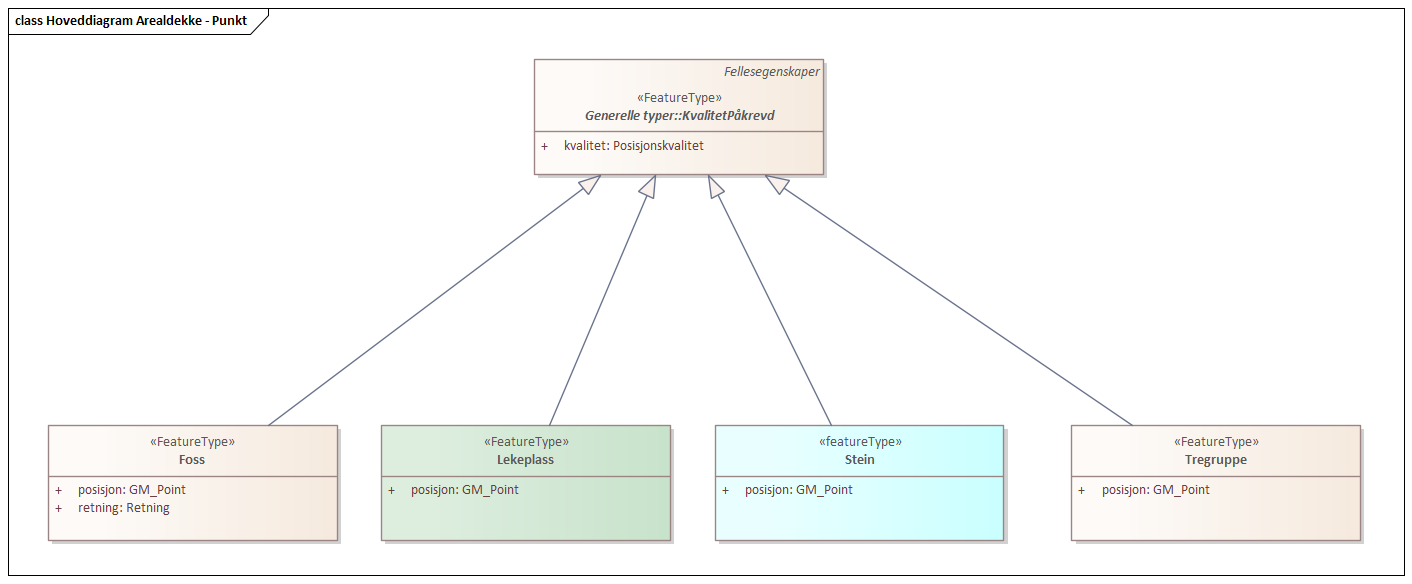 class Hoveddiagram Arealdekke - Punkt
Fellesegenskaper
«FeatureType»
Generelle typer::KvalitetPåkrevd
+ kvalitet: Posisjonskvalitet
«FeatureType»
Foss
+ posisjon: GM_Point
+ retning: Retning
«FeatureType»
Lekeplass
+ posisjon: GM_Point
«featureType»
Stein
+ posisjon: GM_Point
«FeatureType»
Tregruppe
+ posisjon: GM_Point